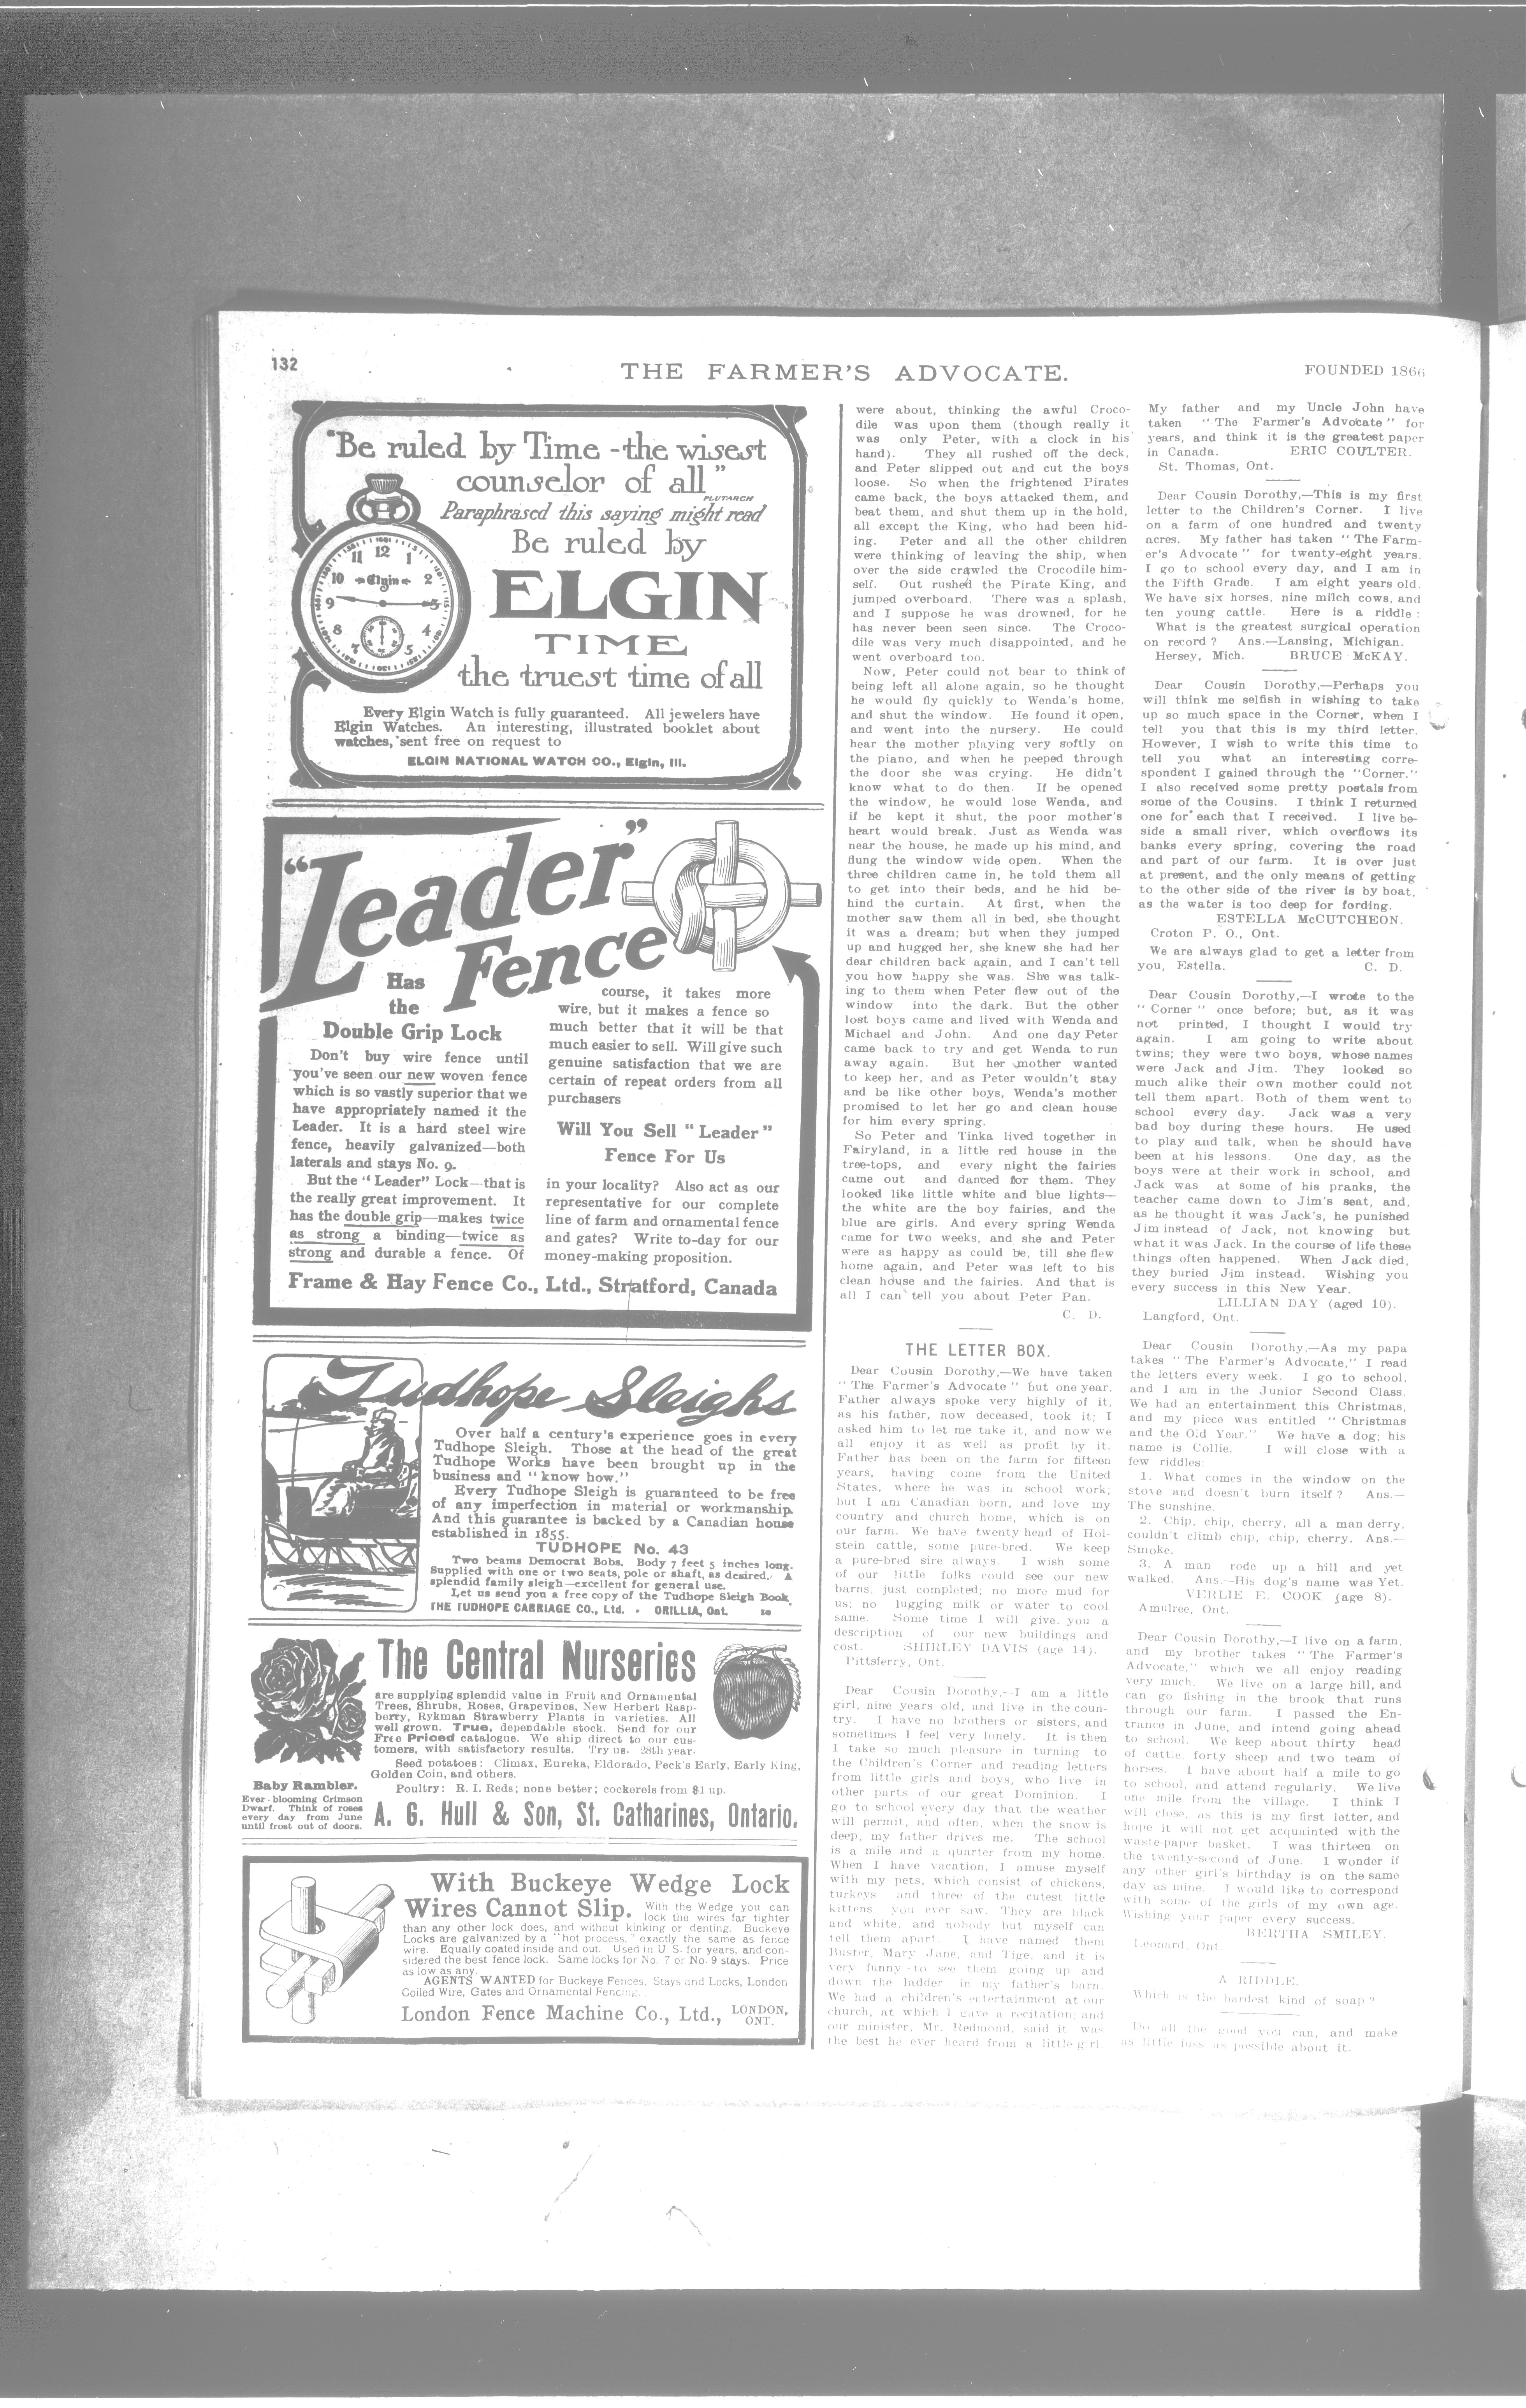 132
THE FARMER'S ADVOCATE.
FOUNDED 1866
"Be ruled by Time - the wisest
counselor of all"
PLUTARCH
Paraphrased this saying might read
Be ruled by
ELGIN
TIME
the truest time of all
Every Elgin Watch is fully guaranteed. All jewelers have
Elgin Watches. An interesting, illustrated booklet about
watches, sent free on request to
ELGIN NATIONAL WATCH CO., Elgin, Ill.
"Leader"
Fence
Has
the
Double Grip Lock
Don't buy wire fence until
you've seen our new woven fence
which is so vastly superior that we
have appropriately named it the
Leader. It is a hard steel wire
fence, heavily galvanized—both
laterals and stays No. 9.
But the "Leader" Lock—that is
the really great improvement. It
has the double grip—makes twice
as strong a binding—twice as
strong and durable a fence. Of
course, it takes more
wire, but it makes a fence so
much better that it will be that
much easier to sell. Will give such
genuine satisfaction that we are
certain of repeat orders from all
purchasers
Will You Sell "Leader"
Fence For Us
in your locality? Also act as our
representative for our complete
line of farm and ornamental fence
and gates? Write to-day for our
money-making proposition.
Frame & Hay Fence Co., Ltd., Stratford, Canada
Tudhope Sleighs
Over half a century's experience goes in every
Tudhope Sleigh. Those at the head of the great
Tudhope Works have been brought up in the
business and "know how."
Every Tudhope Sleigh is guaranteed to be free
of any imperfection in material or workmanship.
And this guarantee is backed by a Canadian house
established in 1855.
TUDHOPE No. 43
Two beams Democrat Bobs. Body 7 feet 5 inches long.
Supplied with one or two seats, pole or shaft, as desired. A
splendid family sleigh—excellent for general use.
Let us send you a free copy of the Tudhope Sleigh Book.
THE TUDHOPE CARRIAGE CO., Ltd. - ORILLIA, Ont.
The Central Nurseries
are supplying splendid value in Fruit and Ornamental
Trees, Shrubs, Roses, Grapevines, New Herbert Rasp-
berry, Rykman Strawberry Plants in varieties. All
well grown. True, dependable stock. Send for our
Free Priced catalogue. We ship direct to our cus-
tomers, with satisfactory results. Try us. 28th year.
Seed potatoes: Climax, Eureka, Eldorado, Peck's Early, Early King,
Golden Coin, and others.
Poultry: R. I. Reds; none better; cockerels from $1 up.
Baby Rambler.
Ever-blooming Crimson
Dwarf. Think of roses
every day from June
until frost out of doors.
A. G. Hull & Son, St. Catharines, Ontario.
With Buckeye Wedge Lock
Wires Cannot Slip. With the Wedge you can
lock the wires far tighter
than any other lock does, and without kinking or denting. Buckeye
Locks are galvanized by a "hot process," exactly the same as fence
wire. Equally coated inside and out. Used in U.S. for years, and con-
sidered the best fence lock. Same locks for No. 7 or No. 9 stays. Price
as low as any.
AGENTS WANTED for Buckeye Fences, Stays and Locks, London
Coiled Wire, Gates and Ornamental Fencing.
London Fence Machine Co., Ltd., LONDON,
ONT.
were about, thinking the awful Croco-
dile was upon them (though really it
was only Peter, with a clock in his
hand). They all rushed off the deck,
and Peter slipped out and cut the boys
loose. So when the frightened Pirates
came back, the boys attacked them, and
beat them, and shut them up in the hold,
all except the King, who had been hid-
ing. Peter and all the other children
were thinking of leaving the ship, when
over the side crawled the Crocodile him-
self. Out rushed the Pirate King, and
jumped overboard. There was a splash,
and I suppose he was drowned, for he
has never been seen since. The Croco-
dile was very much disappointed, and he
went overboard too.
Now, Peter could not bear to think of
being left all alone again, so he thought
he would fly quickly to Wenda's home,
and shut the window. He found it open,
and went into the nursery. He could
hear the mother playing very softly on
the piano, and when he peeped through
the door she was crying. He didn't
know what to do then. If he opened
the window, he would lose Wenda, and
if he kept it shut, the poor mother's
heart would break. Just as Wenda was
near the house, he made up his mind, and
flung the window wide open. When the
three children came in, he told them all
to get into their beds, and he hid be-
hind the curtain. At first, when the
mother saw them all in bed, she thought
it was a dream; but when they jumped
up and hugged her, she knew she had her
dear children back again, and I can't tell
you how happy she was. She was talk-
ing to them when Peter flew out of the
window into the dark. But the other
lost boys came and lived with Wenda and
Michael and John. And one day Peter
came back to try and get Wenda to run
away again. But her mother wanted
to keep her, and as Peter wouldn't stay
and be like other boys, Wenda's mother
promised to let her go and clean house
for him every spring.
So Peter and Tinka lived together in
Fairyland, in a little red house in the
tree-tops, and every night the fairies
came out and danced for them. They
looked like little white and blue lights—
the white are the boy fairies, and the
blue are girls. And every spring Wenda
came for two weeks, and she and Peter
were as happy as could be, till she flew
home again, and Peter was left to his
clean house and the fairies. And that is
all I can tell you about Peter Pan.
C. D.
THE LETTER BOX.
Dear Cousin Dorothy,—We have taken
"The Farmer's Advocate" but one year.
Father always spoke very highly of it,
as his father, now deceased, took it; I
asked him to let me take it, and now we
all enjoy it as well as profit by it.
Father has been on the farm for fifteen
years, having come from the United
States, where he was in school work;
but I am Canadian born, and love my
country and church home, which is on
our farm. We have twenty head of Hol-
stein cattle, some pure-bred. We keep
a pure-bred sire always. I wish some
of our little folks could see our new
barns, just completed; no more mud for
us; no lugging milk or water to cool
same. Some time I will give you a
description of our new buildings and
cost. SHIRLEY DAVIS (age 14).
Pittsferry, Ont.
Dear Cousin Dorothy,—I am a little
girl, nine years old, and live in the coun-
try. I have no brothers or sisters, and
sometimes I feel very lonely. It is then
I take so much pleasure in turning to
the Children's Corner and reading letters
from little girls and boys, who live in
other parts of our great Dominion. I
go to school every day that the weather
will permit, and often, when the snow is
deep, my father drives me. The school
is a mile and a quarter from my home.
When I have vacation, I amuse myself
with my pets, which consist of chickens,
turkeys and three of the cutest little
kittens you ever saw. They are black
and white, and nobody but myself can
tell them apart. I have named them
Buster, Mary Jane, and Tige, and it is
very funny to see them going up and
down the ladder in my father's barn.
We had a children's entertainment at our
church, at which I gave a recitation; and
our minister, Mr. Redmond, said it was
the best he ever heard from a little girl.
My father and my Uncle John have
taken "The Farmer's Advocate" for
years, and think it is the greatest paper
in Canada. ERIC COULTER.
St. Thomas, Ont.
Dear Cousin Dorothy,—This is my first
letter to the Children's Corner. I live
on a farm of one hundred and twenty
acres. My father has taken "The Farm-
er's Advocate" for twenty-eight years.
I go to school every day, and I am in
the Fifth Grade. I am eight years old.
We have six horses, nine milch cows, and
ten young cattle. Here is a riddle:
What is the greatest surgical operation
on record? Ans.—Lansing, Michigan.
Hersey, Mich. BRUCE McKAY.
Dear Cousin Dorothy,—Perhaps you
will think me selfish in wishing to take
up so much space in the Corner, when I
tell you that this is my third letter.
However, I wish to write this time to
tell you what an interesting corre-
spondent I gained through the "Corner."
I also received some pretty postals from
some of the Cousins. I think I returned
one for each that I received. I live be-
side a small river, which overflows its
banks every spring, covering the road
and part of our farm. It is over just
at present, and the only means of getting
to the other side of the river is by boat,
as the water is too deep for fording.
ESTELLA McCUTCHEON.
Croton P. O., Ont.
We are always glad to get a letter from
you, Estella. C. D.
Dear Cousin Dorothy,—I wrote to the
"Corner" once before; but, as it was
not printed, I thought I would try
again. I am going to write about
twins; they were two boys, whose names
were Jack and Jim. They looked so
much alike their own mother could not
tell them apart. Both of them went to
school every day. Jack was a very
bad boy during these hours. He used
to play and talk, when he should have
been at his lessons. One day, as the
boys were at their work in school, and
Jack was at some of his pranks, the
teacher came down to Jim's seat, and,
as he thought it was Jack's, he punished
Jim instead of Jack, not knowing but
what it was Jack. In the course of life these
things often happened. When Jack died,
they buried Jim instead. Wishing you
every success in this New Year.
LILLIAN DAY (aged 10).
Langford, Ont.
Dear Cousin Dorothy.—As my papa
takes "The Farmer's Advocate," I read
the letters every week. I go to school,
and I am in the Junior Second Class.
We had an entertainment this Christmas,
and my piece was entitled "Christmas
and the Old Year." We have a dog; his
name is Collie. I will close with a
few riddles:
1. What comes in the window on the
stove and doesn't burn itself? Ans.—
The sunshine.
2. Chip, chip, cherry, all a man derry,
couldn't climb chip, chip, cherry. Ans.—
Smoke.
3. A man rode up a hill and yet
walked. Ans.—His dog's name was Yet.
VERLIE E. COOK (age 8).
Amulree, Ont.
Dear Cousin Dorothy,—I live on a farm,
and my brother takes "The Farmer's
Advocate," which we all enjoy reading
very much. We live on a large hill, and
can go fishing in the brook that runs
through our farm. I passed the En-
trance in June, and intend going ahead
to school. We keep about thirty head
of cattle, forty sheep and two team of
horses. I have about half a mile to go
to school, and attend regularly. We live
one mile from the village. I think I
will close, as this is my first letter, and
hope it will not get acquainted with the
waste-paper basket. I was thirteen on
the twenty-second of June. I wonder if
any other girl's birthday is on the same
day as mine. I would like to correspond
with some of the girls of my own age.
Wishing your paper every success.
BERTHA SMILEY.
Leonard, Ont.
A RIDDLE.
Which is the hardest kind of soap?
Do all the good you can, and make
as little fuss as possible about it.